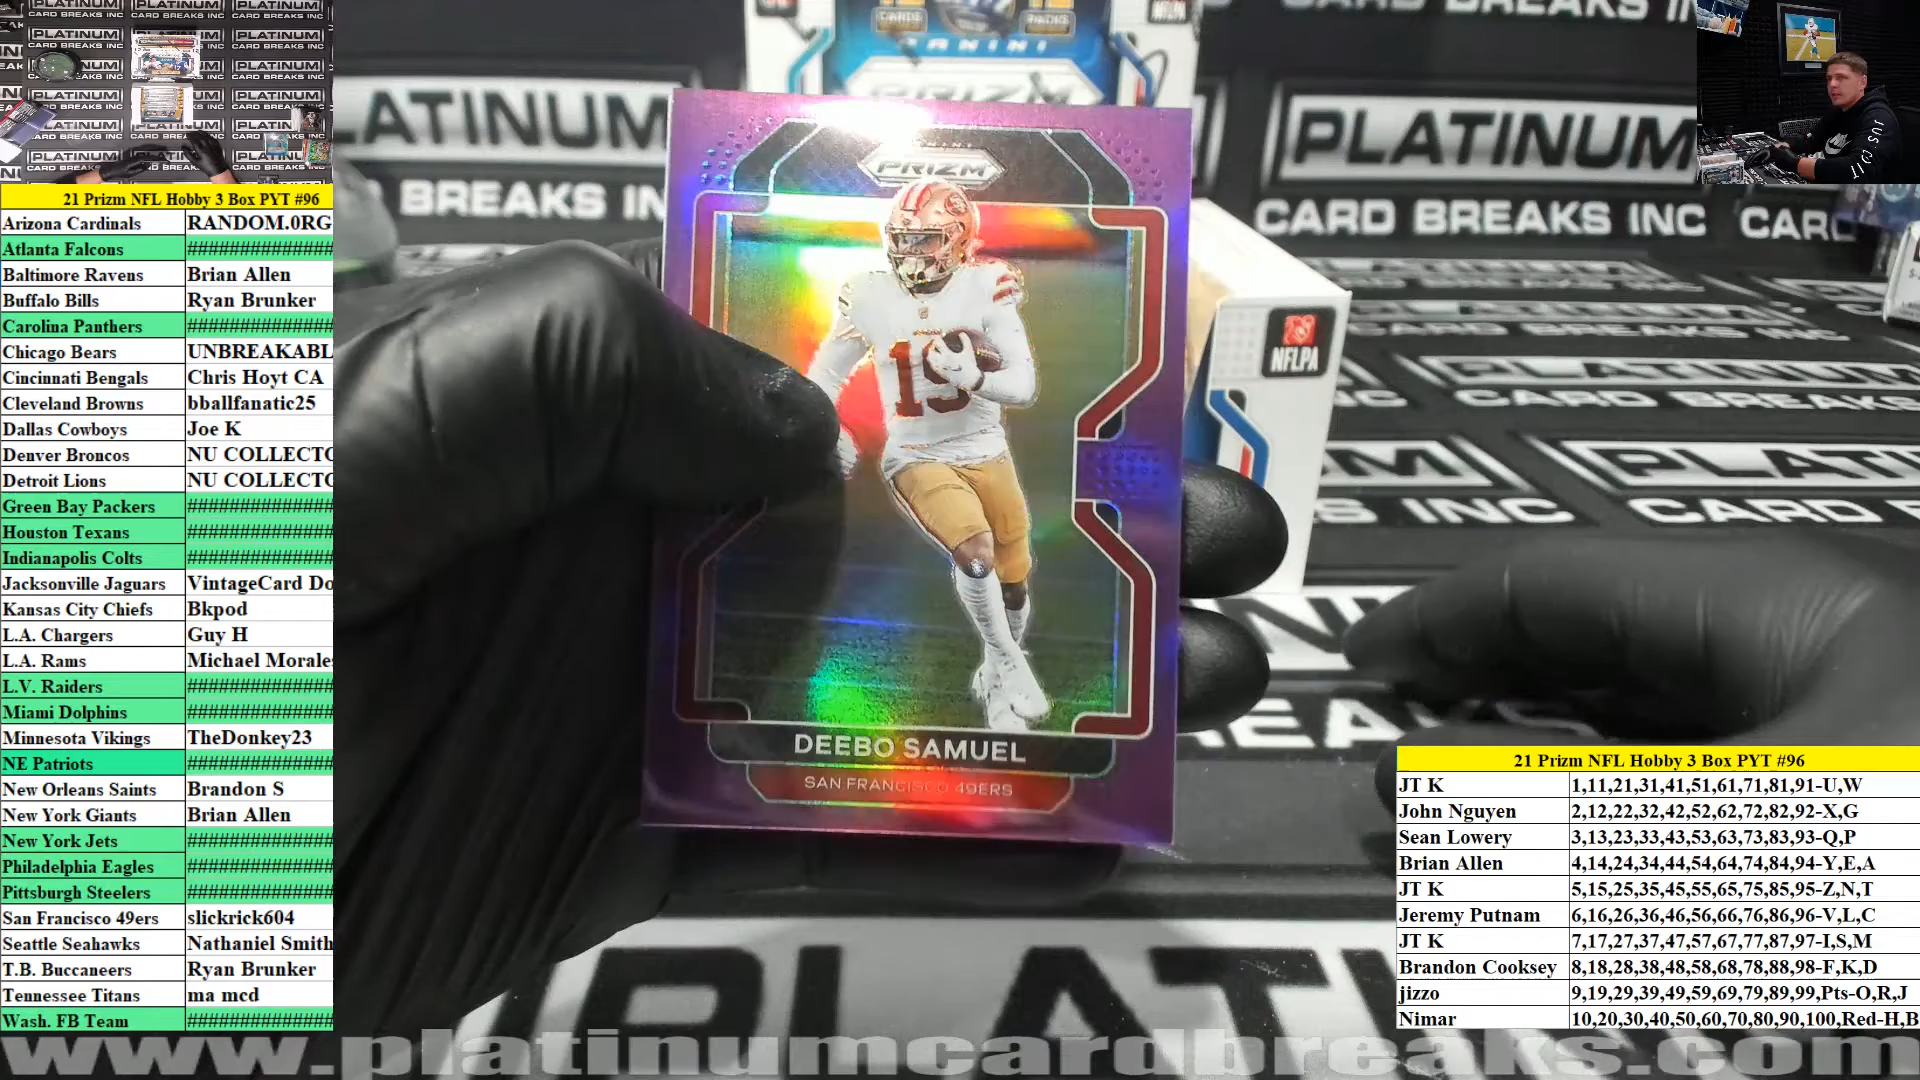 21 Prizm NFL Hobby 3 Box PYT #96
Arizona Cardinals RANDOM.0RG
Atlanta Falcons ###############
Baltimore Ravens Brian Allen
Buffalo Bills Ryan Brunker
Carolina Panthers ###############
Chicago Bears UNBREAKABL
Cincinnati Bengals Chris Hoyt CA
Cleveland Browns bballfanatic25
Dallas Cowboys Joe K
Denver Broncos NU COLLECTO
Detroit Lions NU COLLECTO
Green Bay Packers ###############
Houston Texans ###############
Indianapolis Colts ###############
Jacksonville Jaguars VintageCard Do
Kansas City Chiefs Bkpod
L.A. Chargers Guy H
L.A. Rams Michael Morales
L.V. Raiders ###############
Miami Dolphins ###############
Minnesota Vikings TheDonkey23
NE Patriots ###############
New Orleans Saints Brandon S
New York Giants Brian Allen
New York Jets ###############
Philadelphia Eagles ###############
Pittsburgh Steelers ###############
San Francisco 49ers slickrick604
Seattle Seahawks Nathaniel Smith
T.B. Buccaneers Ryan Brunker
Tennessee Titans ma mcd
Wash. FB Team ###############
PANINI
PRIZM
PRIZM
19
DEEBO SAMUEL
SAN FRANCISCO 49ERS
NFLPA
PLATINUM
CARD BREAKS INC
JUST DO IT
21 Prizm NFL Hobby 3 Box PYT #96
JT K 1,11,21,31,41,51,61,71,81,91-U,W
John Nguyen 2,12,22,32,42,52,62,72,82,92-X,G
Sean Lowery 3,13,23,33,43,53,63,73,83,93-Q,P
Brian Allen 4,14,24,34,44,54,64,74,84,94-Y,E,A
JT K 5,15,25,35,45,55,65,75,85,95-Z,N,T
Jeremy Putnam 6,16,26,36,46,56,66,76,86,96-V,L,C
JT K 7,17,27,37,47,57,67,77,87,97-I,S,M
Brandon Cooksey 8,18,28,38,48,58,68,78,88,98-F,K,D
jizzo 9,19,29,39,49,59,69,79,89,99,Pts-O,R,J
Nimar 10,20,30,40,50,60,70,80,90,100,Red-H,B
www.platinumcardbreaks.com